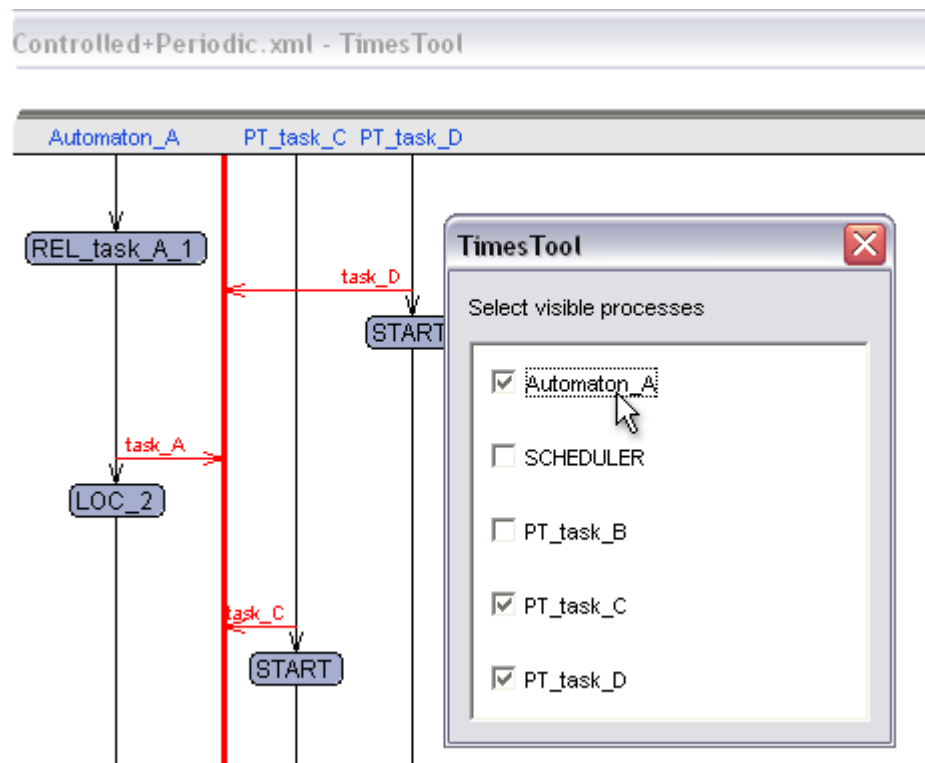 Controlled+Periodic.xml - TimesTool
Automaton_A PT_task_C PT_task_D
REL_task_A_1
task_D
START
task_A
LOC_2
task_C
START
TimesTool
Select visible processes
Automaton_A
SCHEDULER
PT_task_B
PT_task_C
PT_task_D